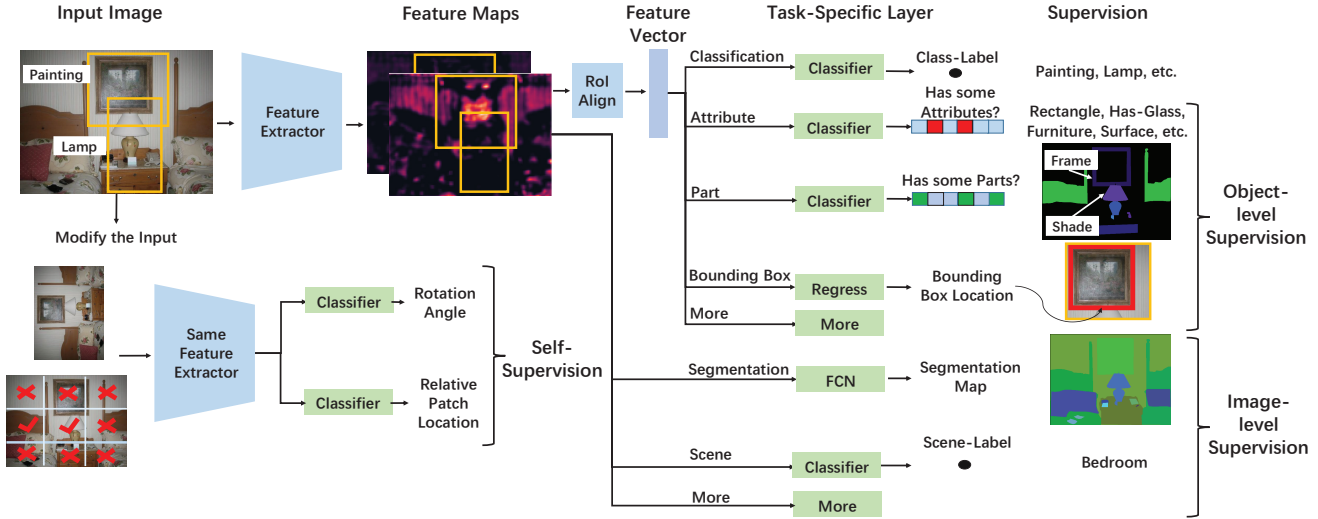 Input Image
Feature Maps
Feature
Vector
Task-Specific Layer
Supervision
Painting
Lamp
Feature
Extractor
RoI
Align
Modify the Input
Classification
Classifier
Class-Label
Painting, Lamp, etc.
Attribute
Classifier
Has some
Attributes?
Rectangle, Has-Glass,
Furniture, Surface, etc.
Part
Classifier
Has some Parts?
Frame
Shade
Bounding Box
Regress
Bounding
Box Location
More
More
Object-
level
Supervision
Segmentation
FCN
Segmentation
Map
Scene
Classifier
Scene-Label
Bedroom
More
More
Image-
level
Supervision
Same
Feature
Extractor
Classifier
Rotation
Angle
Classifier
Relative
Patch
Location
Self-
Supervision